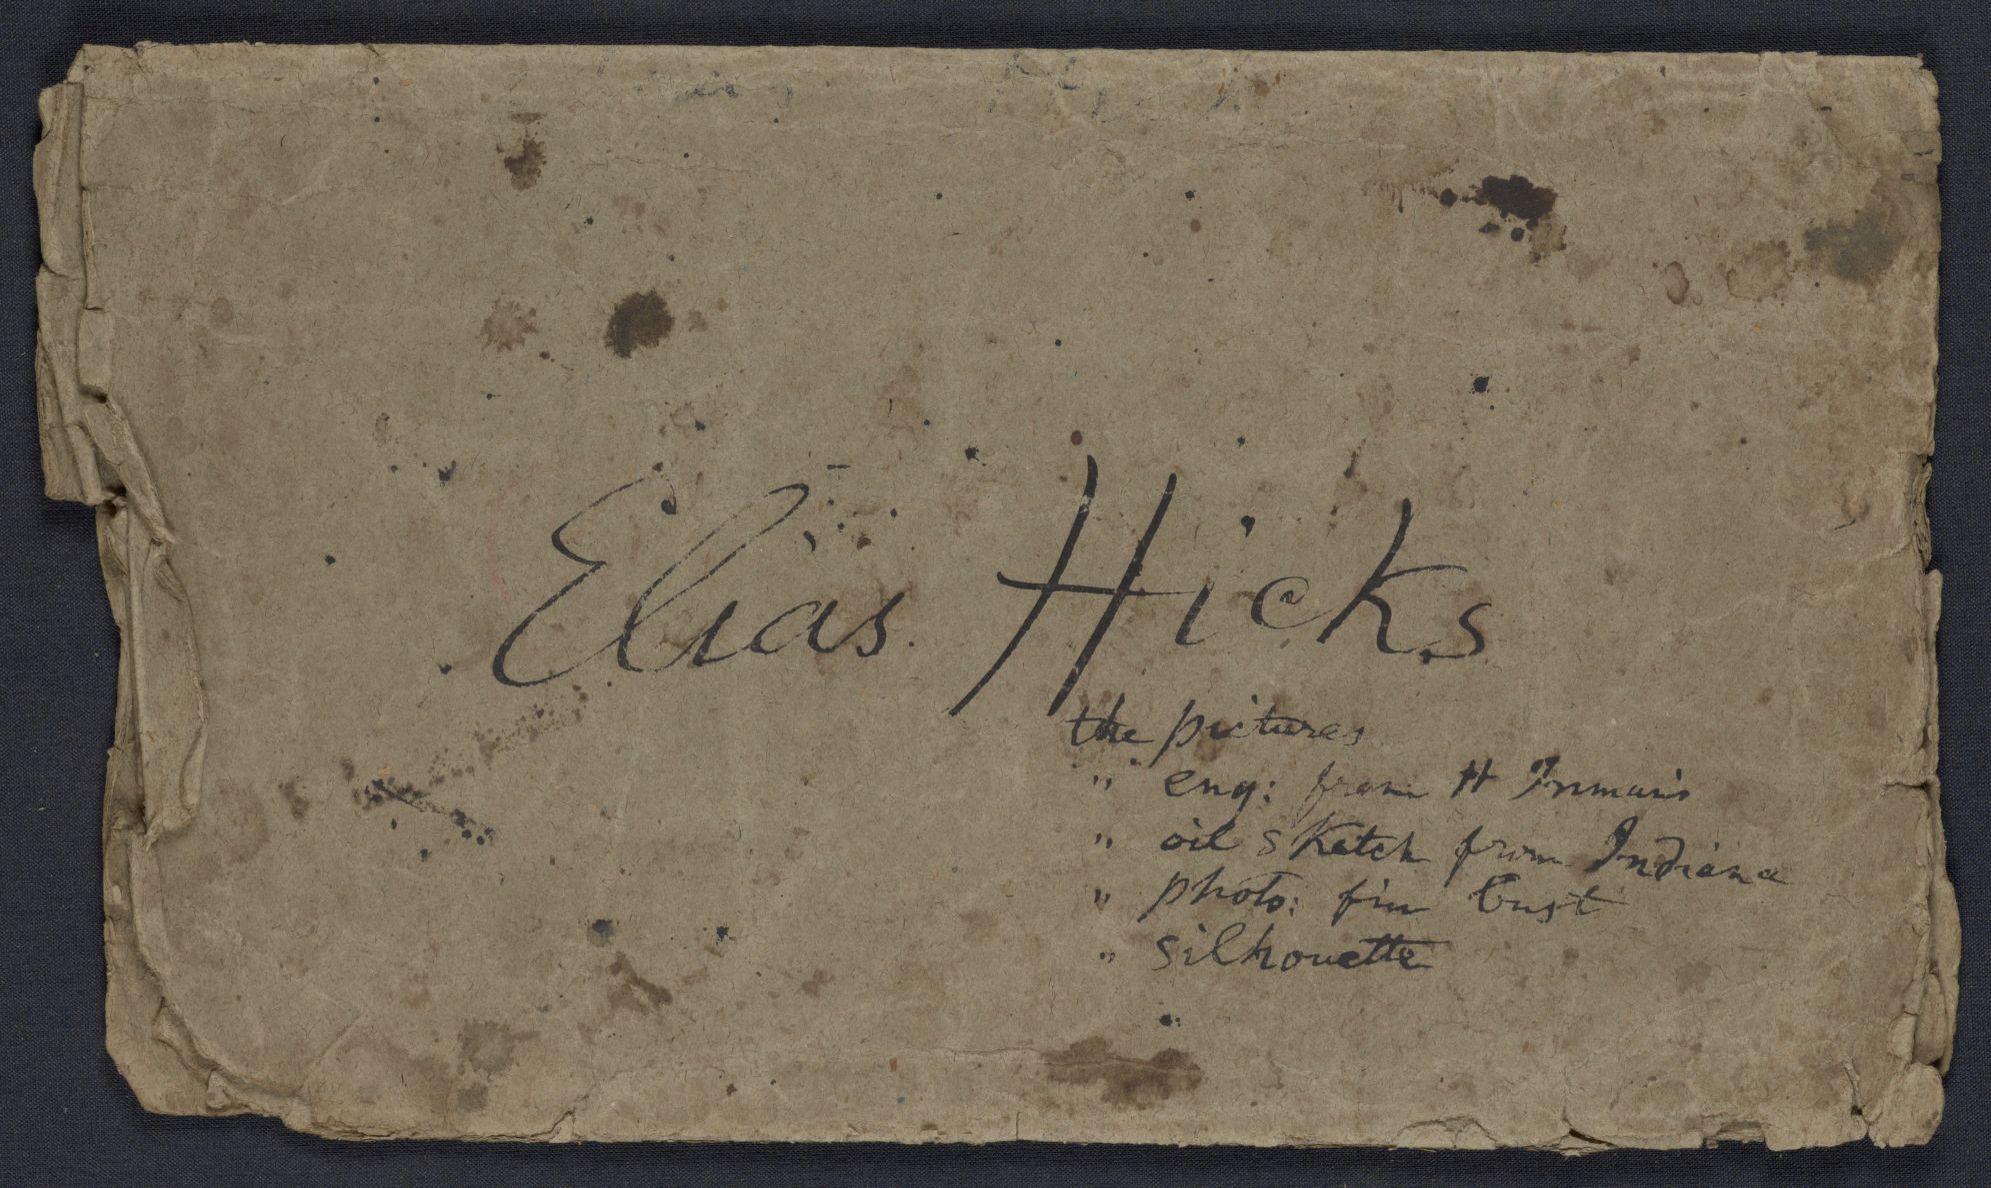 Elias Hicks
the pictures
" eng: from H Inman's
" oil sketch from Indiana
" photo: fm bust
" silhouette